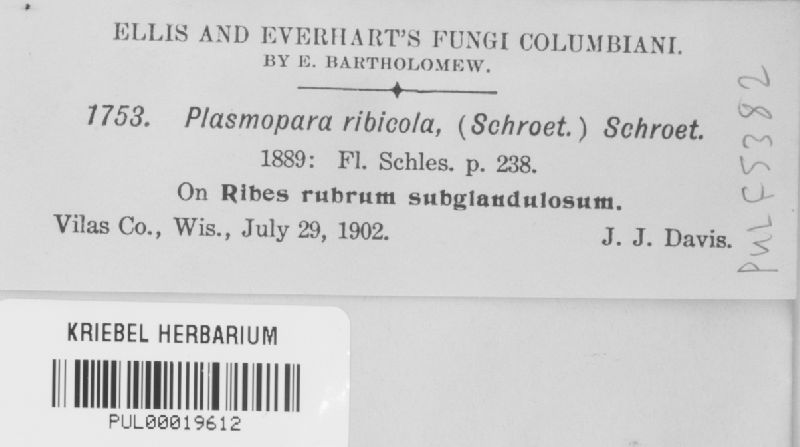 ELLIS AND EVERHART'S FUNGI COLUMBIANI.
BY E. BARTHOLOMEW.
1753. Plasmopara ribicola, (Schroet.) Schroet.
1889: Fl. Schles. p. 238.
On Ribes rubrum subglandulosum.
Vilas Co., Wis., July 29, 1902. J. J. Davis.
PUL F5382
KRIEBEL HERBARIUM
PUL00019612